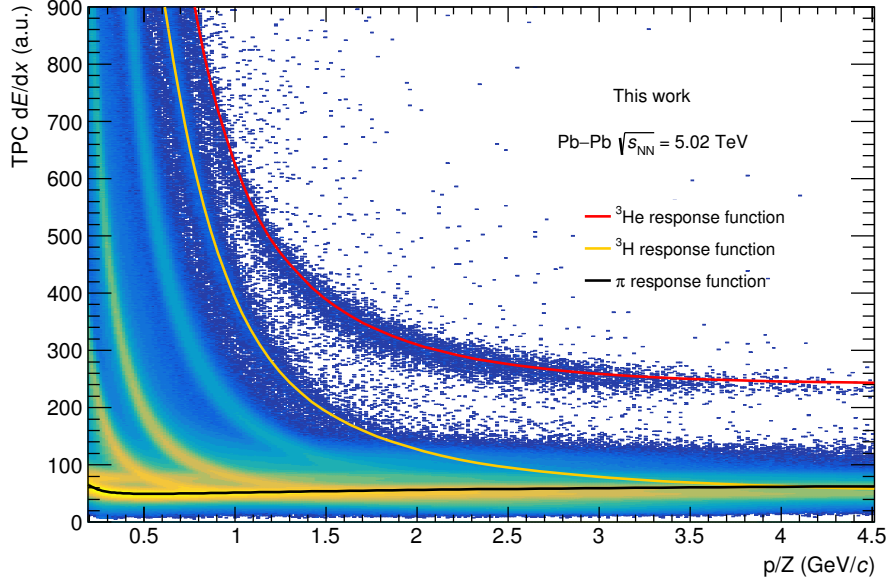 TPC dE/dx (a.u.)
900
800
700
600
500
400
300
200
100
0
This work
Pb−Pb √sNN = 5.02 TeV
³He response function
³H response function
π response function
0.5 1 1.5 2 2.5 3 3.5 4 4.5
p/Z (GeV/c)